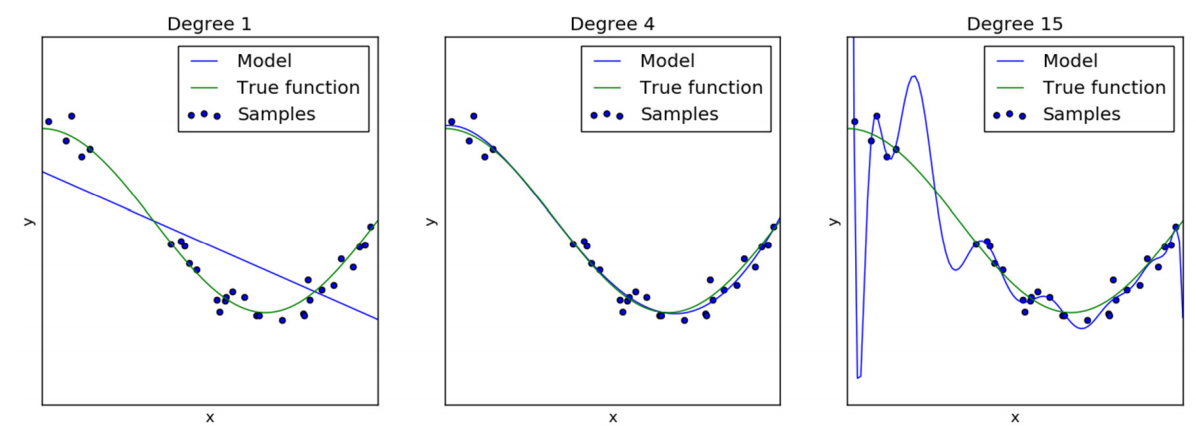 Degree 1
Model
True function
Samples
y
x
Degree 4
Model
True function
Samples
y
x
Degree 15
Model
True function
Samples
y
x